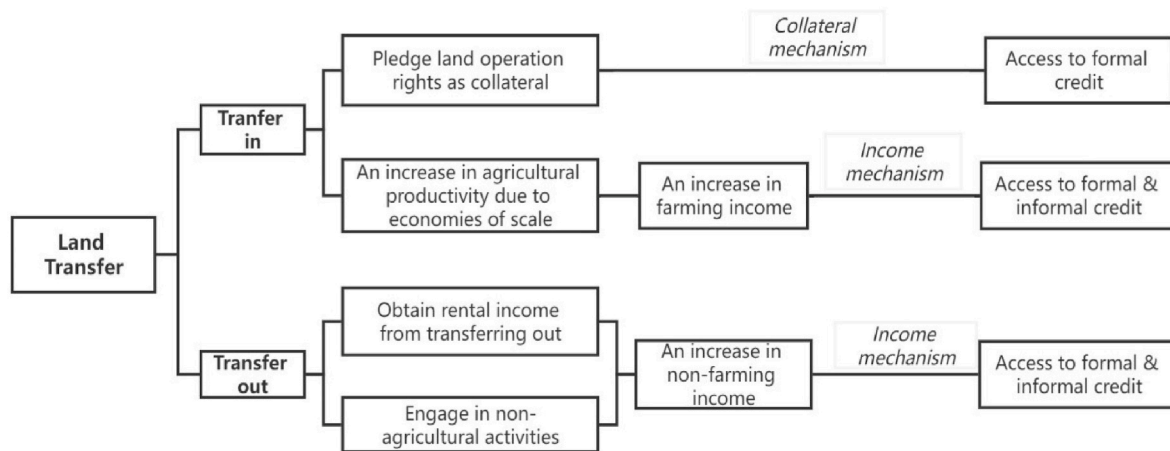 Collateral
mechanism
Pledge land operation
rights as collateral
Access to formal
credit
Tranfer
in
Income
mechanism
An increase in agricultural
productivity due to
economies of scale
An increase in
farming income
Access to formal &
informal credit
Land
Transfer
Obtain rental income
from transferring out
Income
mechanism
Transfer
out
An increase in
non-farming
income
Access to formal &
informal credit
Engage in non-
agricultural activities